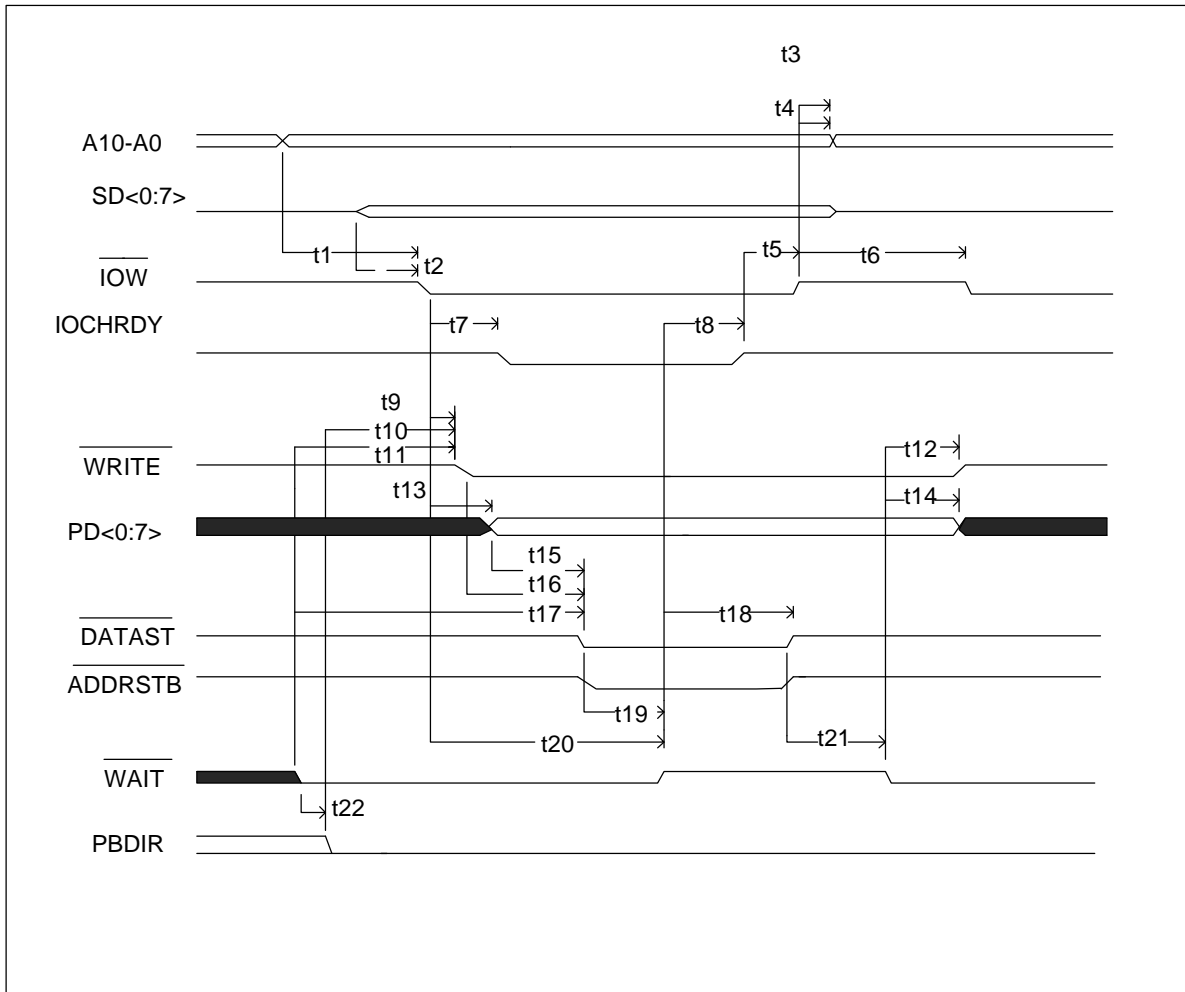 t3
t4
A10-A0
SD<0:7>
t1
t2
t5
t6
IOW
IOCHRDY
t7
t8
t9
t10
t11
WRITE
t12
t13
t14
PD<0:7>
t15
t16
t17
t18
DATAST
ADDRSTB
t19
t20
t21
WAIT
t22
PBDIR